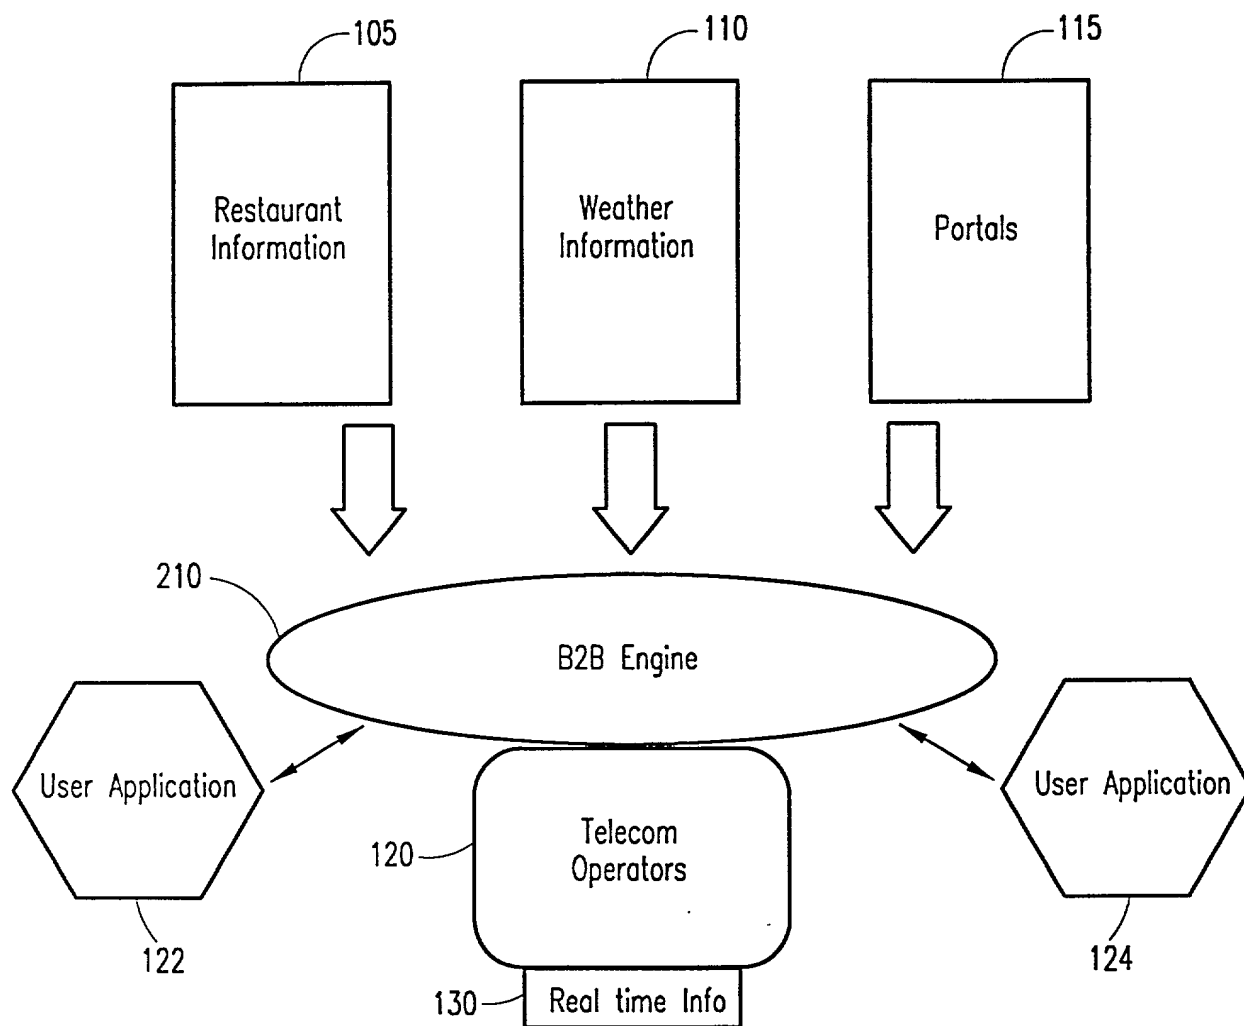 105
110
115
Restaurant
Information
Weather
Information
Portals
210
B2B Engine
User Application
User Application
Telecom
Operators
120
122
124
130
Real time Info